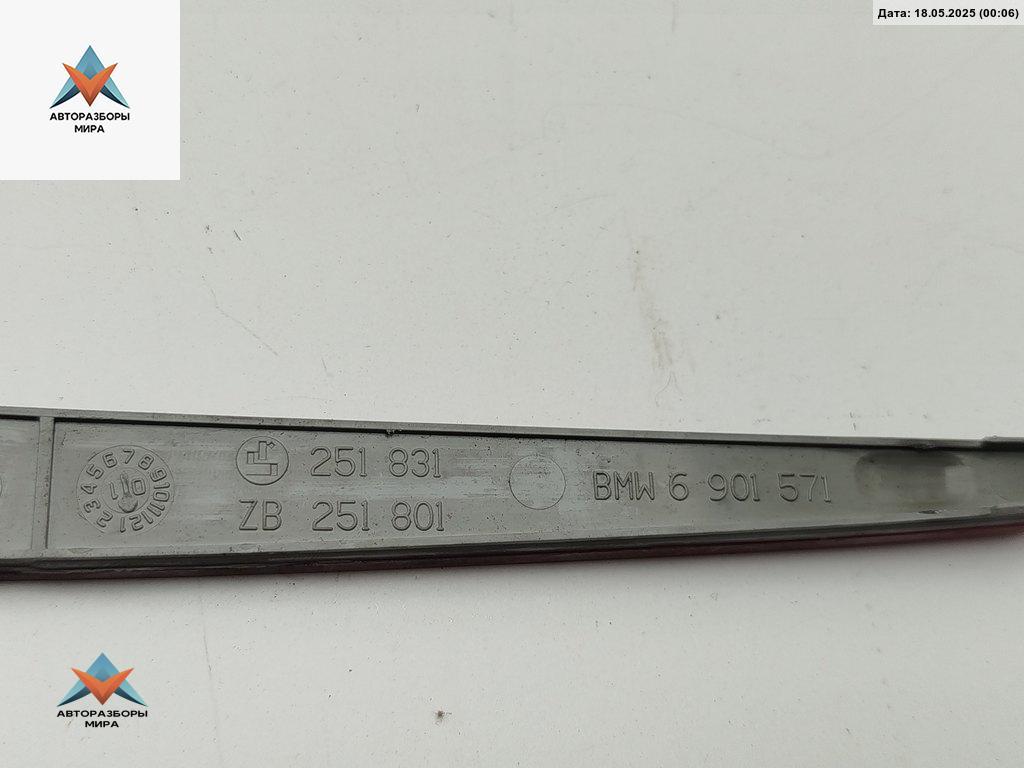 Дата: 18.05.2025 (00:06)
АВТОРАЗБОРЫ
МИРА
251 831
BMW 6 901 571
ZB 251 801
АВТОРАЗБОРЫ
МИРА